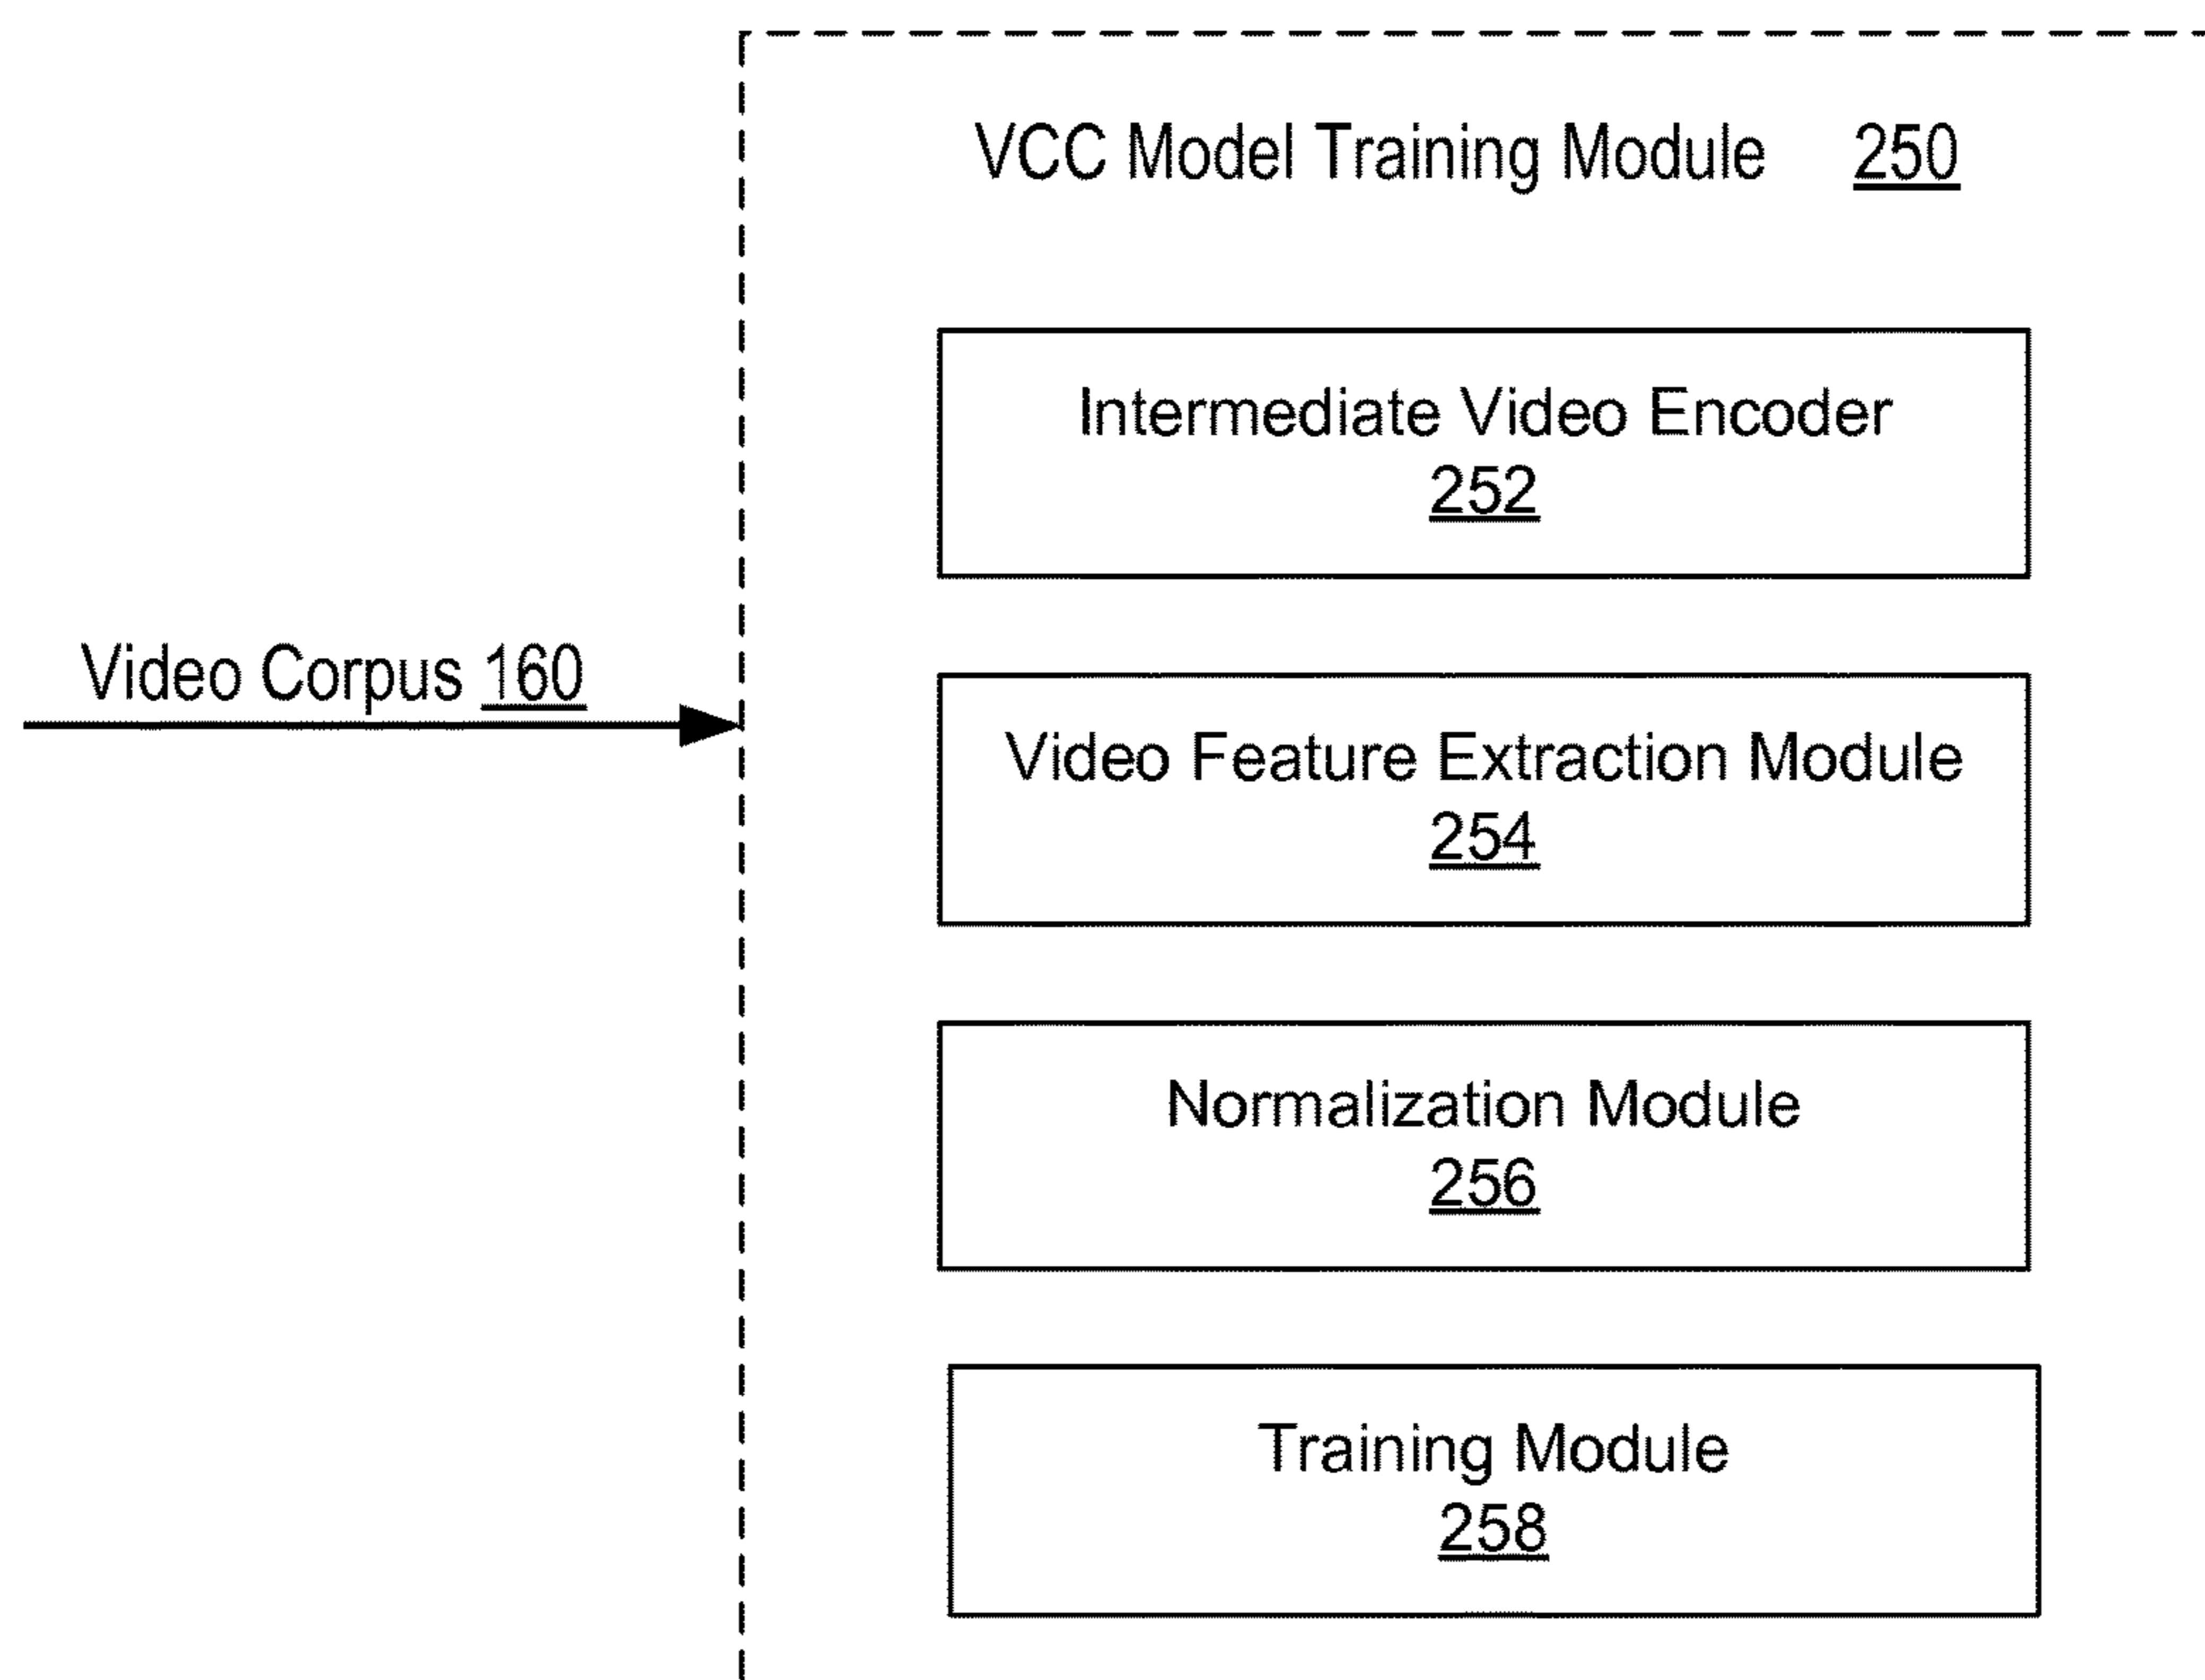 VCC Model Training Module 250
Intermediate Video Encoder
252
Video Corpus 160
Video Feature Extraction Module
254
Normalization Module
256
Training Module
258